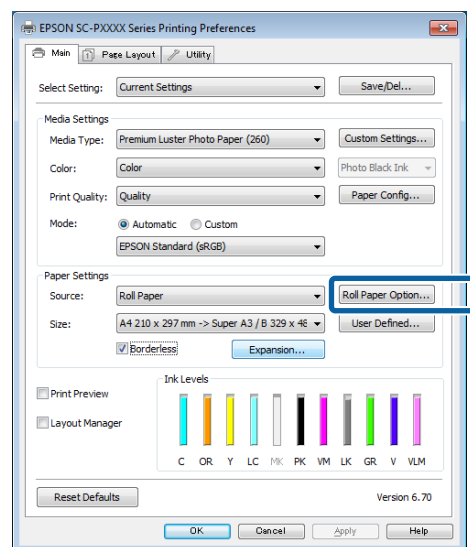 EPSON SC-PXXXX Series Printing Preferences
Main Page Layout Utility
Select Setting: Current Settings Save/Del...
Media Settings
Media Type: Premium Luster Photo Paper (260) Custom Settings...
Color: Color Photo Black Ink
Print Quality: Quality Paper Config...
Mode: Automatic Custom
EPSON Standard (sRGB)
Paper Settings
Source: Roll Paper Roll Paper Option...
Size: A4 210 x 297 mm -> Super A3 / B 329 x 48 User Defined...
Borderless Expansion...
Ink Levels
Print Preview
Layout Manager
C OR Y LC MK PK VM LK GR V VLM
Reset Defaults Version 6.70
OK Cancel Apply Help